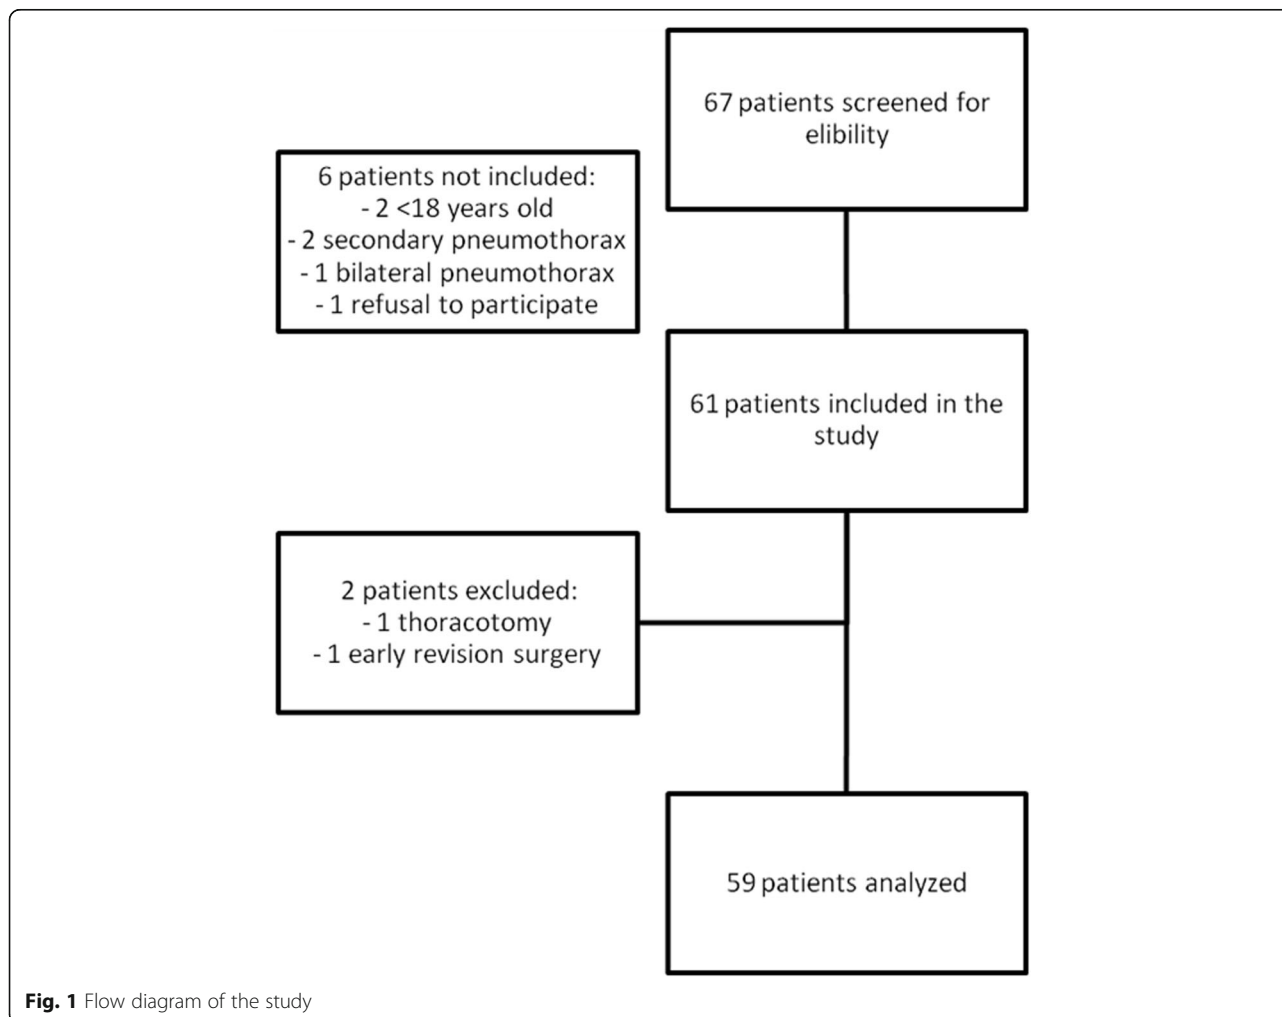 67 patients screened for
elibility
6 patients not included:
- 2 <18 years old
- 2 secondary pneumothorax
- 1 bilateral pneumothorax
- 1 refusal to participate
61 patients included in the
study
2 patients excluded:
- 1 thoracotomy
- 1 early revision surgery
59 patients analyzed
Fig. 1 Flow diagram of the study